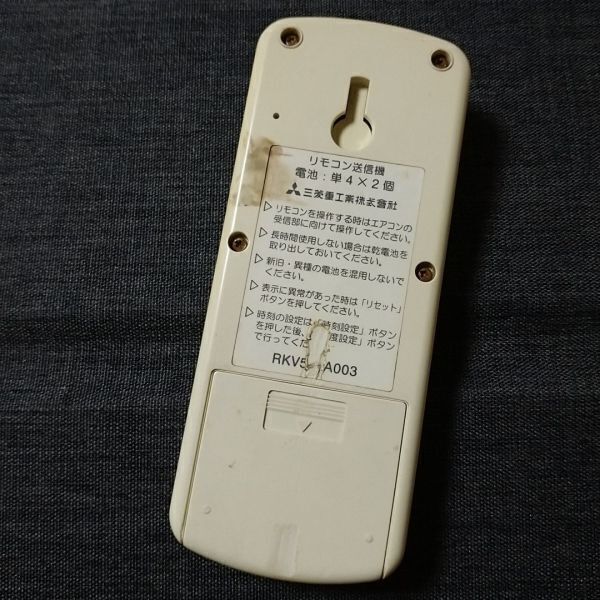 リモコン送信機
電池：単4×2個
三菱重工業株式会社
▷リモコンを操作する時はエアコンの
受信部に向けて操作してください。
▷長時間使用しない場合は乾電池を
取り出しておいてください。
▷新旧・異種の電池を混用しないで
ください。
▷表示に異常があった時は「リセット」
ボタンを押してください。
▷時刻の設定は「時刻設定」ボタン
を押した後、 度設定」ボタン
で行ってくだ 。
RKV5 A003